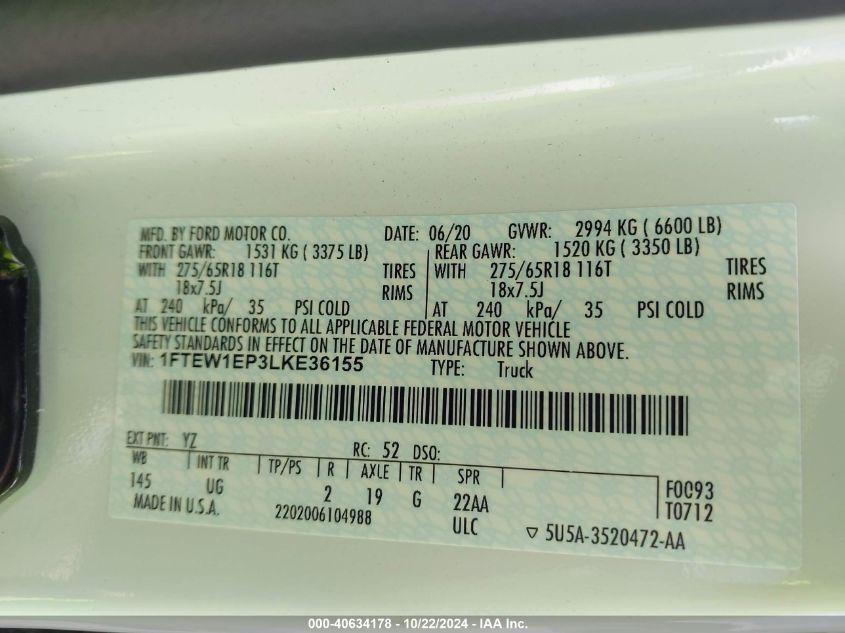 MFD. BY FORD MOTOR CO. DATE: 06/20 GVWR: 2994 KG ( 6600 LB)
FRONT GAWR: 1531 KG ( 3375 LB) REAR GAWR: 1520 KG ( 3350 LB)
WITH 275/65R18 116T TIRES WITH 275/65R18 116T TIRES
18x7.5J RIMS 18x7.5J RIMS
AT 240 kPa/ 35 PSI COLD AT 240 kPa/ 35 PSI COLD
THIS VEHICLE CONFORMS TO ALL APPLICABLE FEDERAL MOTOR VEHICLE
SAFETY STANDARDS IN EFFECT ON THE DATE OF MANUFACTURE SHOWN ABOVE.
VIN: 1FTEW1EP3LKE36155 TYPE: Truck
EXT PNT: YZ RC: 52 DSO:
WB INT TR TP/PS R AXLE TR SPR
145 UG 2 19 G 22AA F0093
MADE IN U.S.A. 2202006104988 ULC T0712
▽ 5U5A-3520472-AA
000-40634178 - 10/22/2024 - IAA Inc.